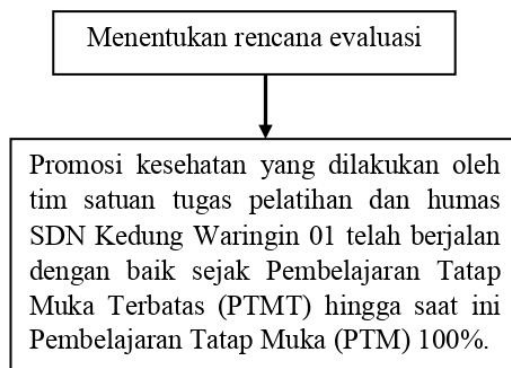 Menentukan rencana evaluasi
Promosi kesehatan yang dilakukan oleh
tim satuan tugas pelatihan dan humas
SDN Kedung Waringin 01 telah berjalan
dengan baik sejak Pembelajaran Tatap
Muka Terbatas (PTMT) hingga saat ini
Pembelajaran Tatap Muka (PTM) 100%.